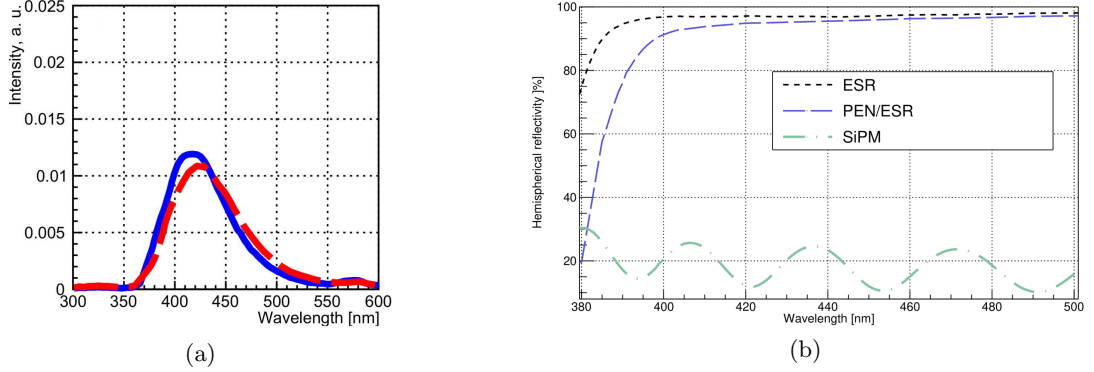 Intensity, a. u.
0.025
0.02
0.015
0.01
0.005
0
300 350 400 450 500 550 600
Wavelength [nm]
(a)
Hemispherical reflectivity ]%]
100
80
60
40
20
ESR
PEN/ESR
SiPM
380 400 420 440 460 480 500
Wavelength [nm]
(b)